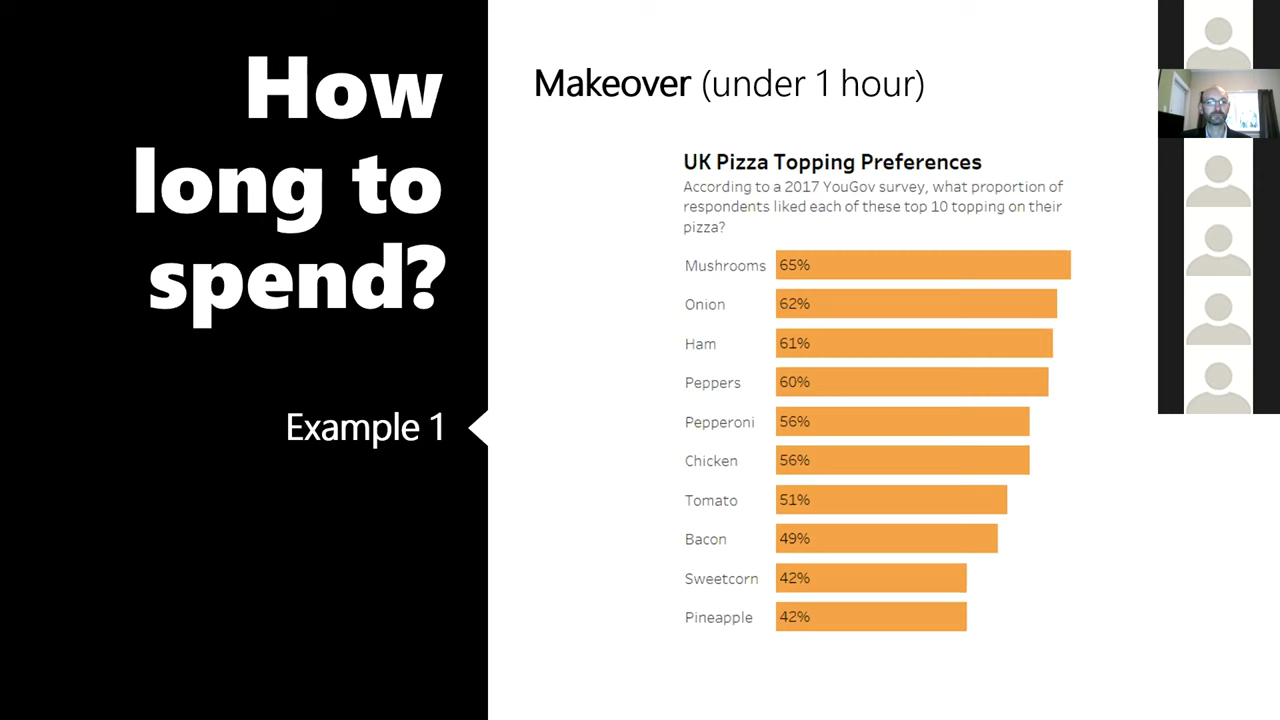 How
long to
spend?
Example 1
Makeover (under 1 hour)
UK Pizza Topping Preferences
According to a 2017 YouGov survey, what proportion of
respondents liked each of these top 10 topping on their
pizza?
Mushrooms 65%
Onion 62%
Ham 61%
Peppers 60%
Pepperoni 56%
Chicken 56%
Tomato 51%
Bacon 49%
Sweetcorn 42%
Pineapple 42%